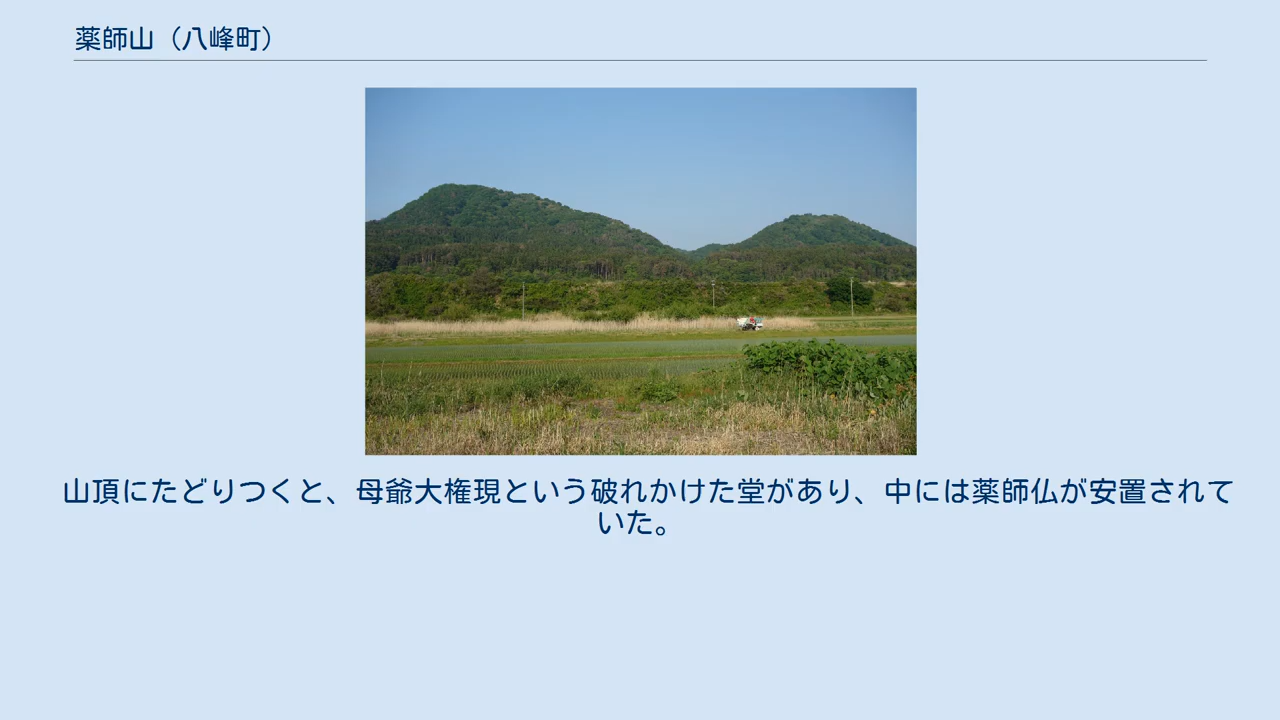 薬師山（八峰町）
山頂にたどりつくと、母爺大権現という破れかけた堂があり、中には薬師仏が安置されて
いた。